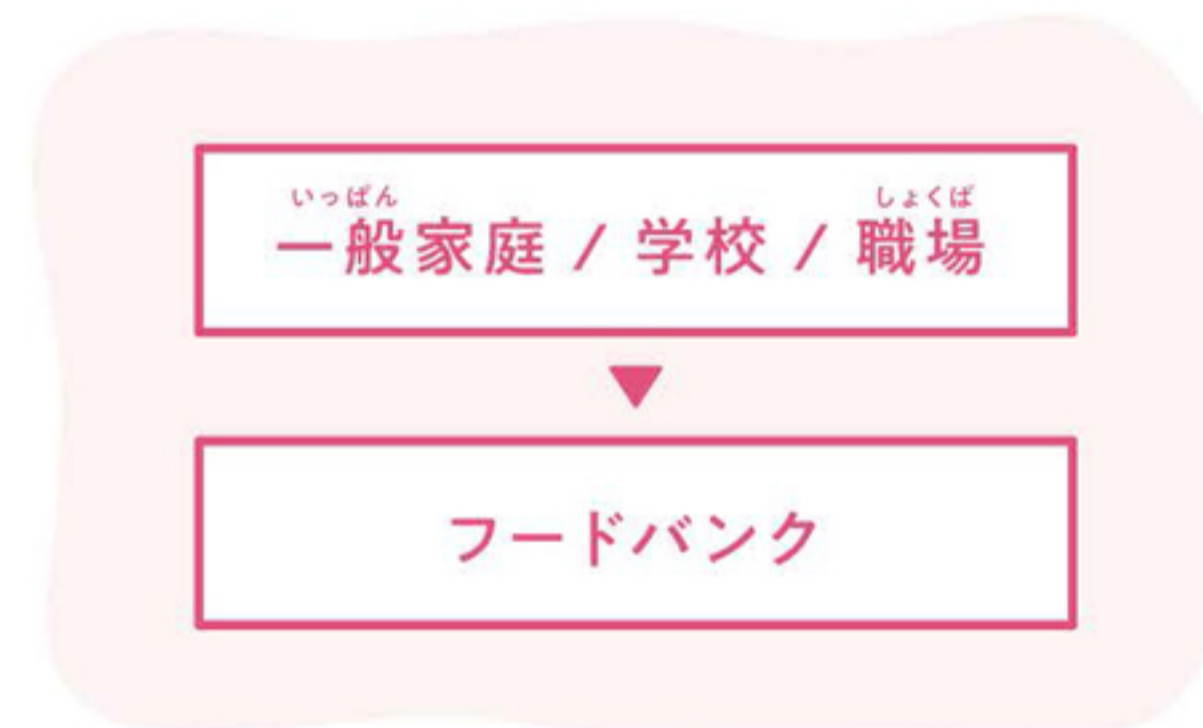 いっぱん しょくば
一般家庭 / 学校 / 職場
フードバンク